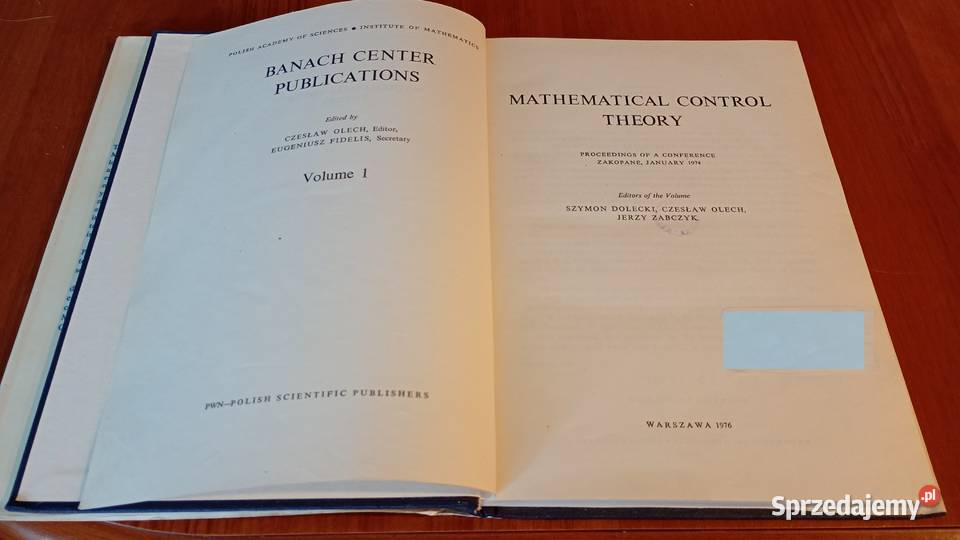 POLISH ACADEMY OF SCIENCES • INSTITUTE OF MATHEMATICS
BANACH CENTER
PUBLICATIONS
Edited by
CZESŁAW OLECH, Editor,
EUGENIUSZ FIDELIS, Secretary
Volume 1
PWN—POLISH SCIENTIFIC PUBLISHERS
MATHEMATICAL CONTROL
THEORY
PROCEEDINGS OF A CONFERENCE
ZAKOPANE, JANUARY 1974
Editors of the Volume
SZYMON DOLECKI, CZESŁAW OLECH,
JERZY ZABCZYK
WARSZAWA 1976
Sprzedajemy.pl